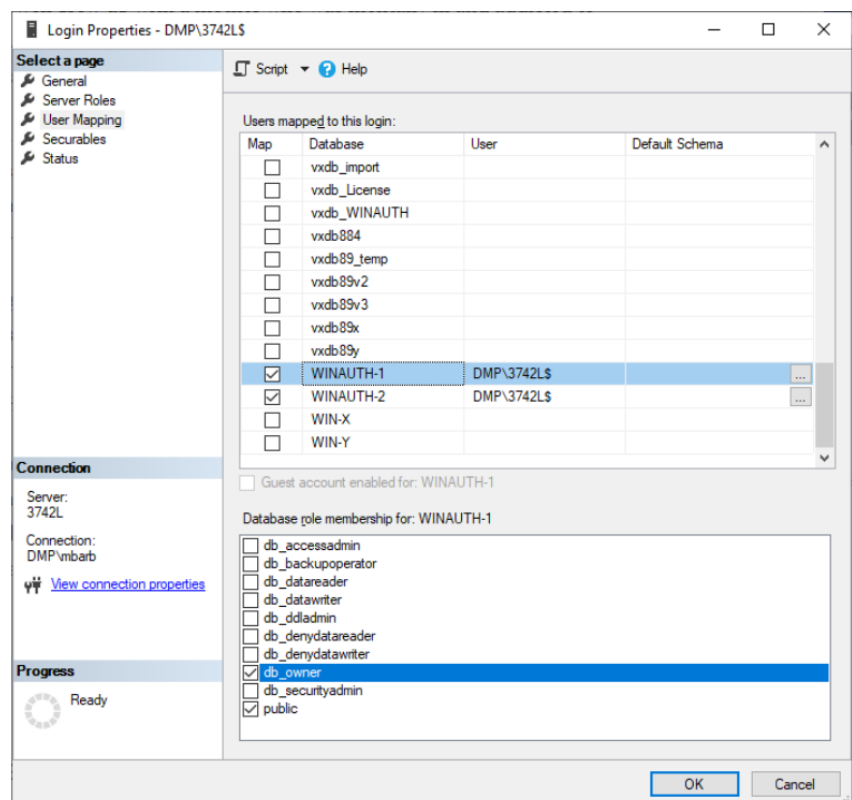 Login Properties - DMP\3742L$
Select a page
General
Server Roles
User Mapping
Securables
Status
Script
Help
Users mapped to this login:
Map Database User Default Schema
vxdb_import
vxdb_License
vxdb_WINAUTH
vxdb884
vxdb89_temp
vxdb89v2
vxdb89v3
vxdb89x
vxdb89y
WINAUTH-1 DMP\3742L$ ...
WINAUTH-2 DMP\3742L$ ...
WIN-X
WIN-Y
Guest account enabled for: WINAUTH-1
Database role membership for: WINAUTH-1
db_accessadmin
db_backupoperator
db_datareader
db_datawriter
db_ddladmin
db_denydatareader
db_denydatawriter
db_owner
db_securityadmin
public
Connection
Server:
3742L
Connection:
DMP\mbarb
View connection properties
Progress
Ready
OK Cancel